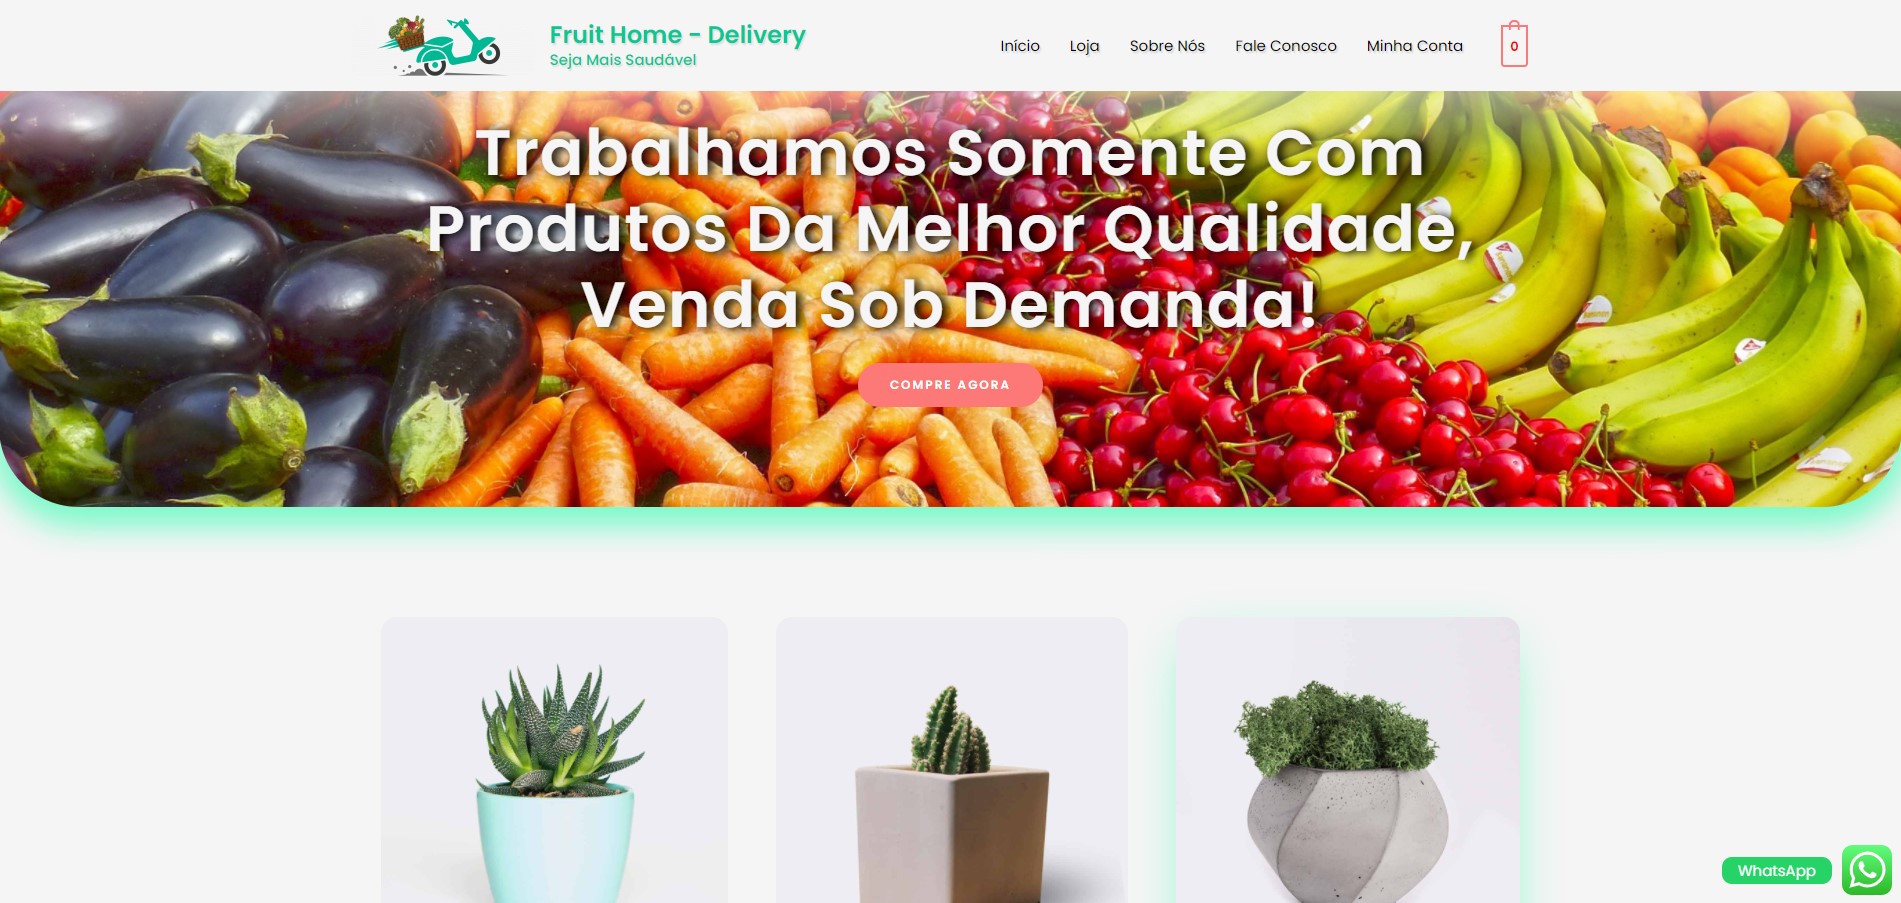 Fruit Home - Delivery
Seja Mais Saudável
Início
Loja
Sobre Nós
Fale Conosco
Minha Conta
0
Trabalhamos Somente Com
Produtos Da Melhor Qualidade,
Venda Sob Demanda!
COMPRE AGORA
WhatsApp